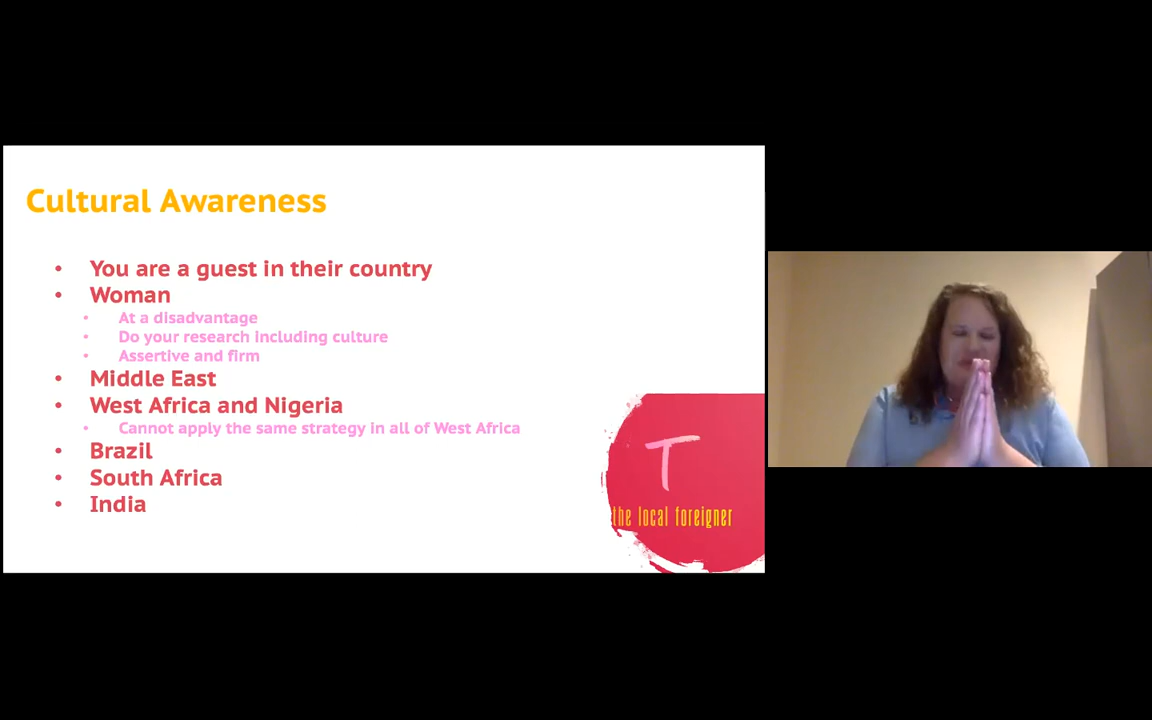 Cultural Awareness
• You are a guest in their country
• Woman
• At a disadvantage
• Do your research including culture
• Assertive and firm
• Middle East
• West Africa and Nigeria
• Cannot apply the same strategy in all of West Africa
• Brazil
• South Africa
• India
T
the local foreigner